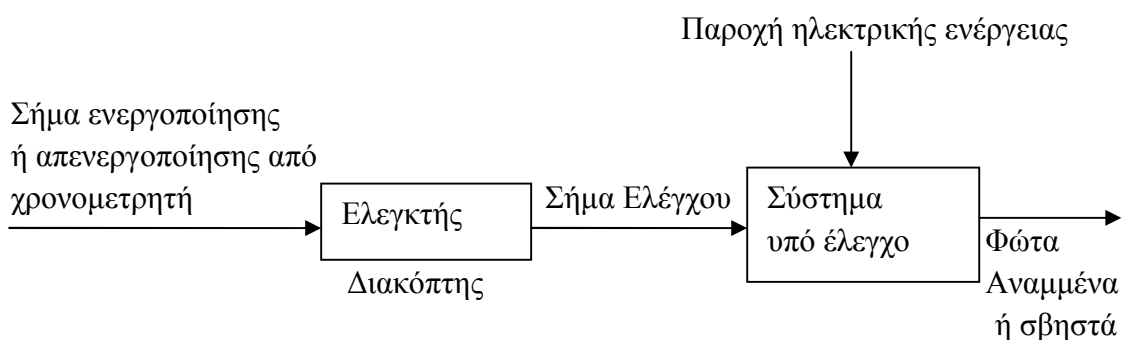 Παροχή ηλεκτρικής ενέργειας
Σήμα ενεργοποίησης
ή απενεργοποίησης από
χρονομετρητή
Ελεγκτής
Διακόπτης
Σήμα Ελέγχου
Σύστημα
υπό έλεγχο
Φώτα
Αναμμένα
ή σβηστά